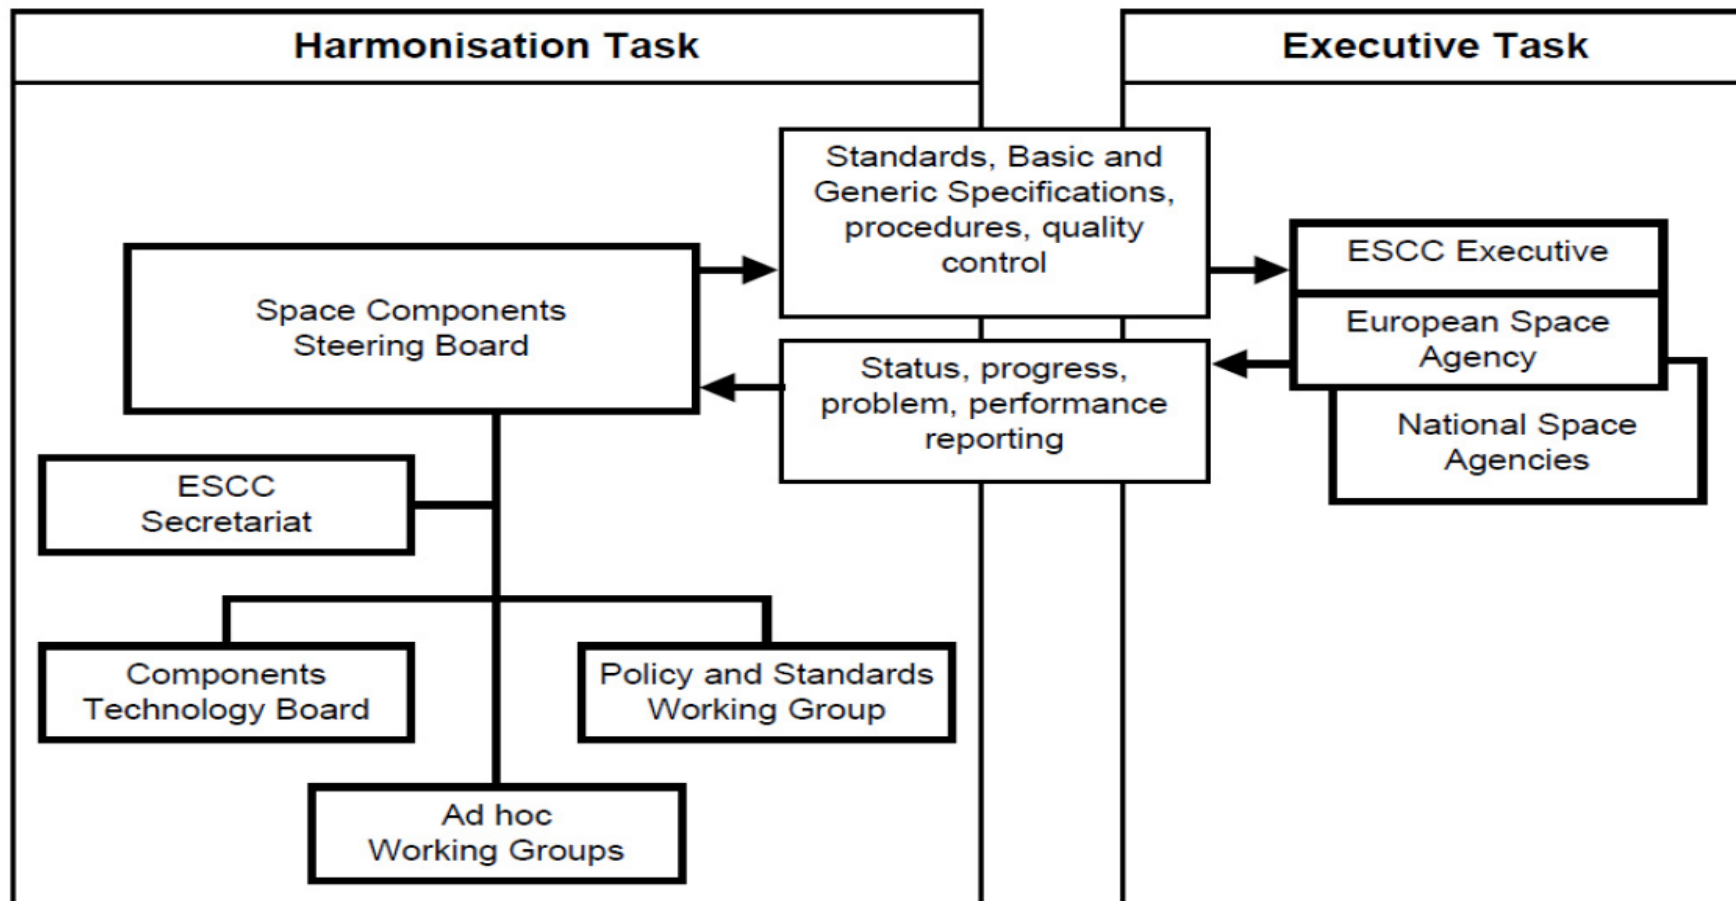 Harmonisation Task
Executive Task
Standards, Basic and
Generic Specifications,
procedures, quality
control
Space Components
Steering Board
ESCC Executive
European Space
Agency
Status, progress,
problem, performance
reporting
National Space
Agencies
ESCC
Secretariat
Components
Technology Board
Policy and Standards
Working Group
Ad hoc
Working Groups